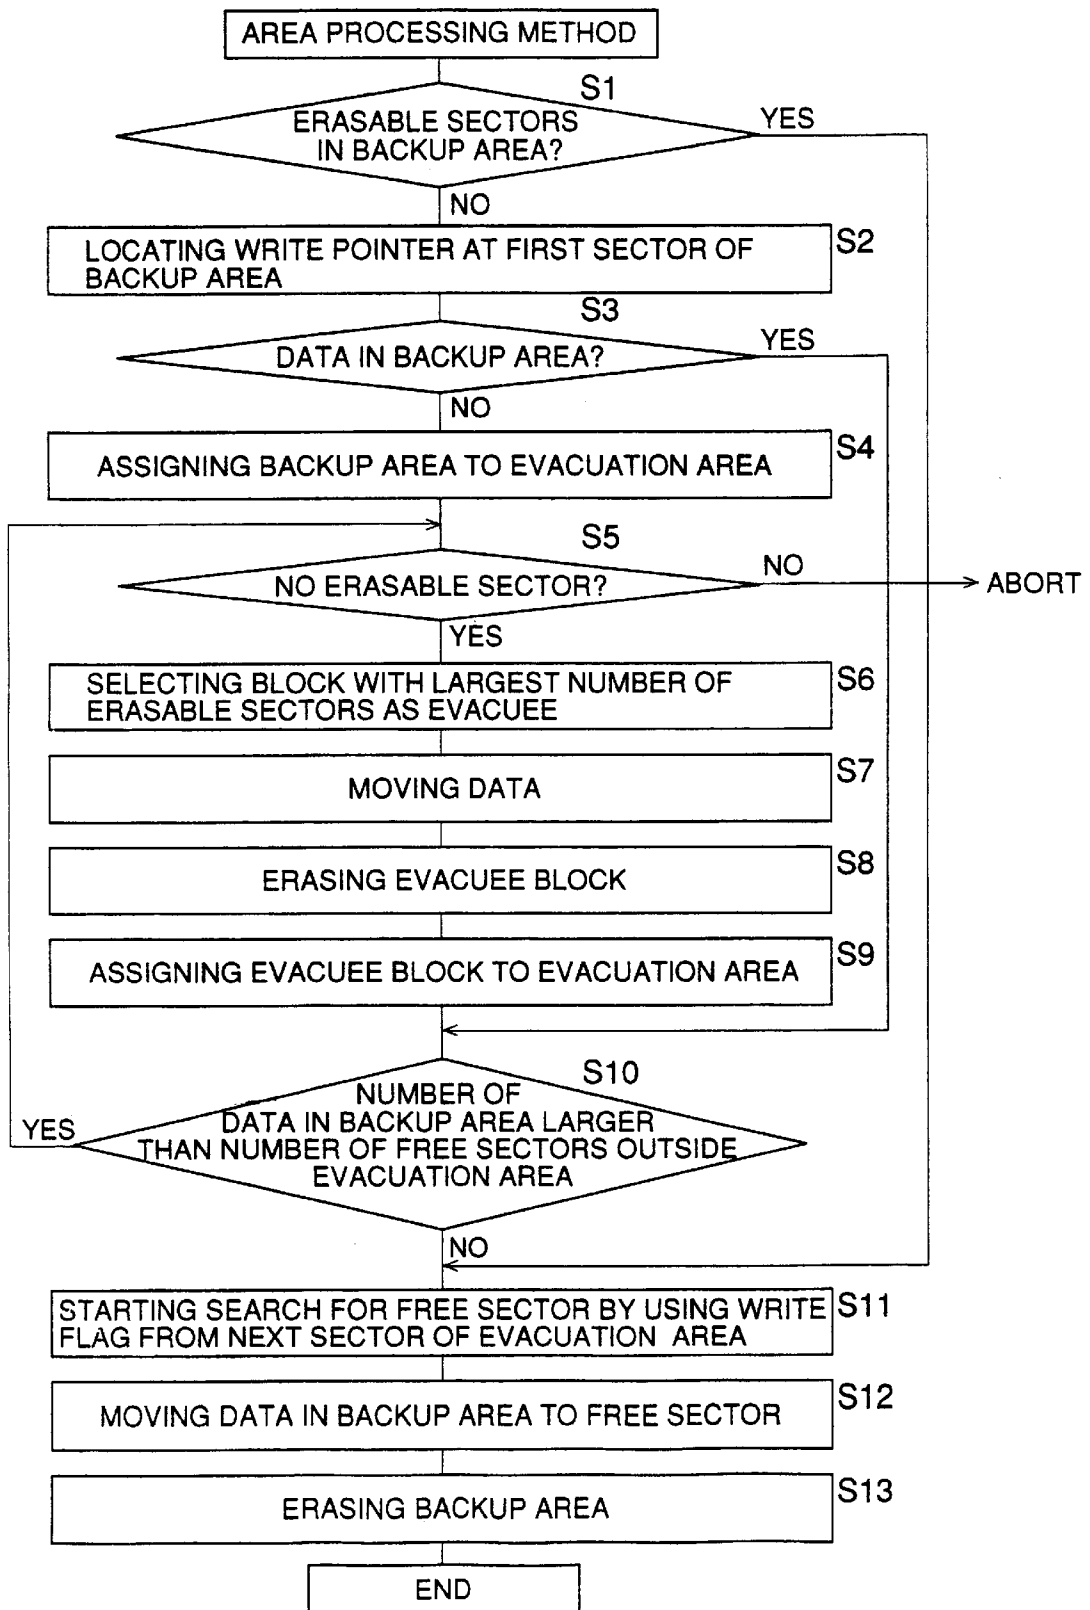 AREA PROCESSING METHOD
S1
ERASABLE SECTORS
IN BACKUP AREA?
YES
NO
LOCATING WRITE POINTER AT FIRST SECTOR OF
BACKUP AREA
S2
S3
DATA IN BACKUP AREA?
YES
NO
ASSIGNING BACKUP AREA TO EVACUATION AREA
S4
S5
NO ERASABLE SECTOR?
NO
ABORT
YES
SELECTING BLOCK WITH LARGEST NUMBER OF
ERASABLE SECTORS AS EVACUEE
S6
MOVING DATA
S7
ERASING EVACUEE BLOCK
S8
ASSIGNING EVACUEE BLOCK TO EVACUATION AREA
S9
S10
NUMBER OF
DATA IN BACKUP AREA LARGER
THAN NUMBER OF FREE SECTORS OUTSIDE
EVACUATION AREA
YES
NO
STARTING SEARCH FOR FREE SECTOR BY USING WRITE
FLAG FROM NEXT SECTOR OF EVACUATION AREA
S11
MOVING DATA IN BACKUP AREA TO FREE SECTOR
S12
ERASING BACKUP AREA
S13
END